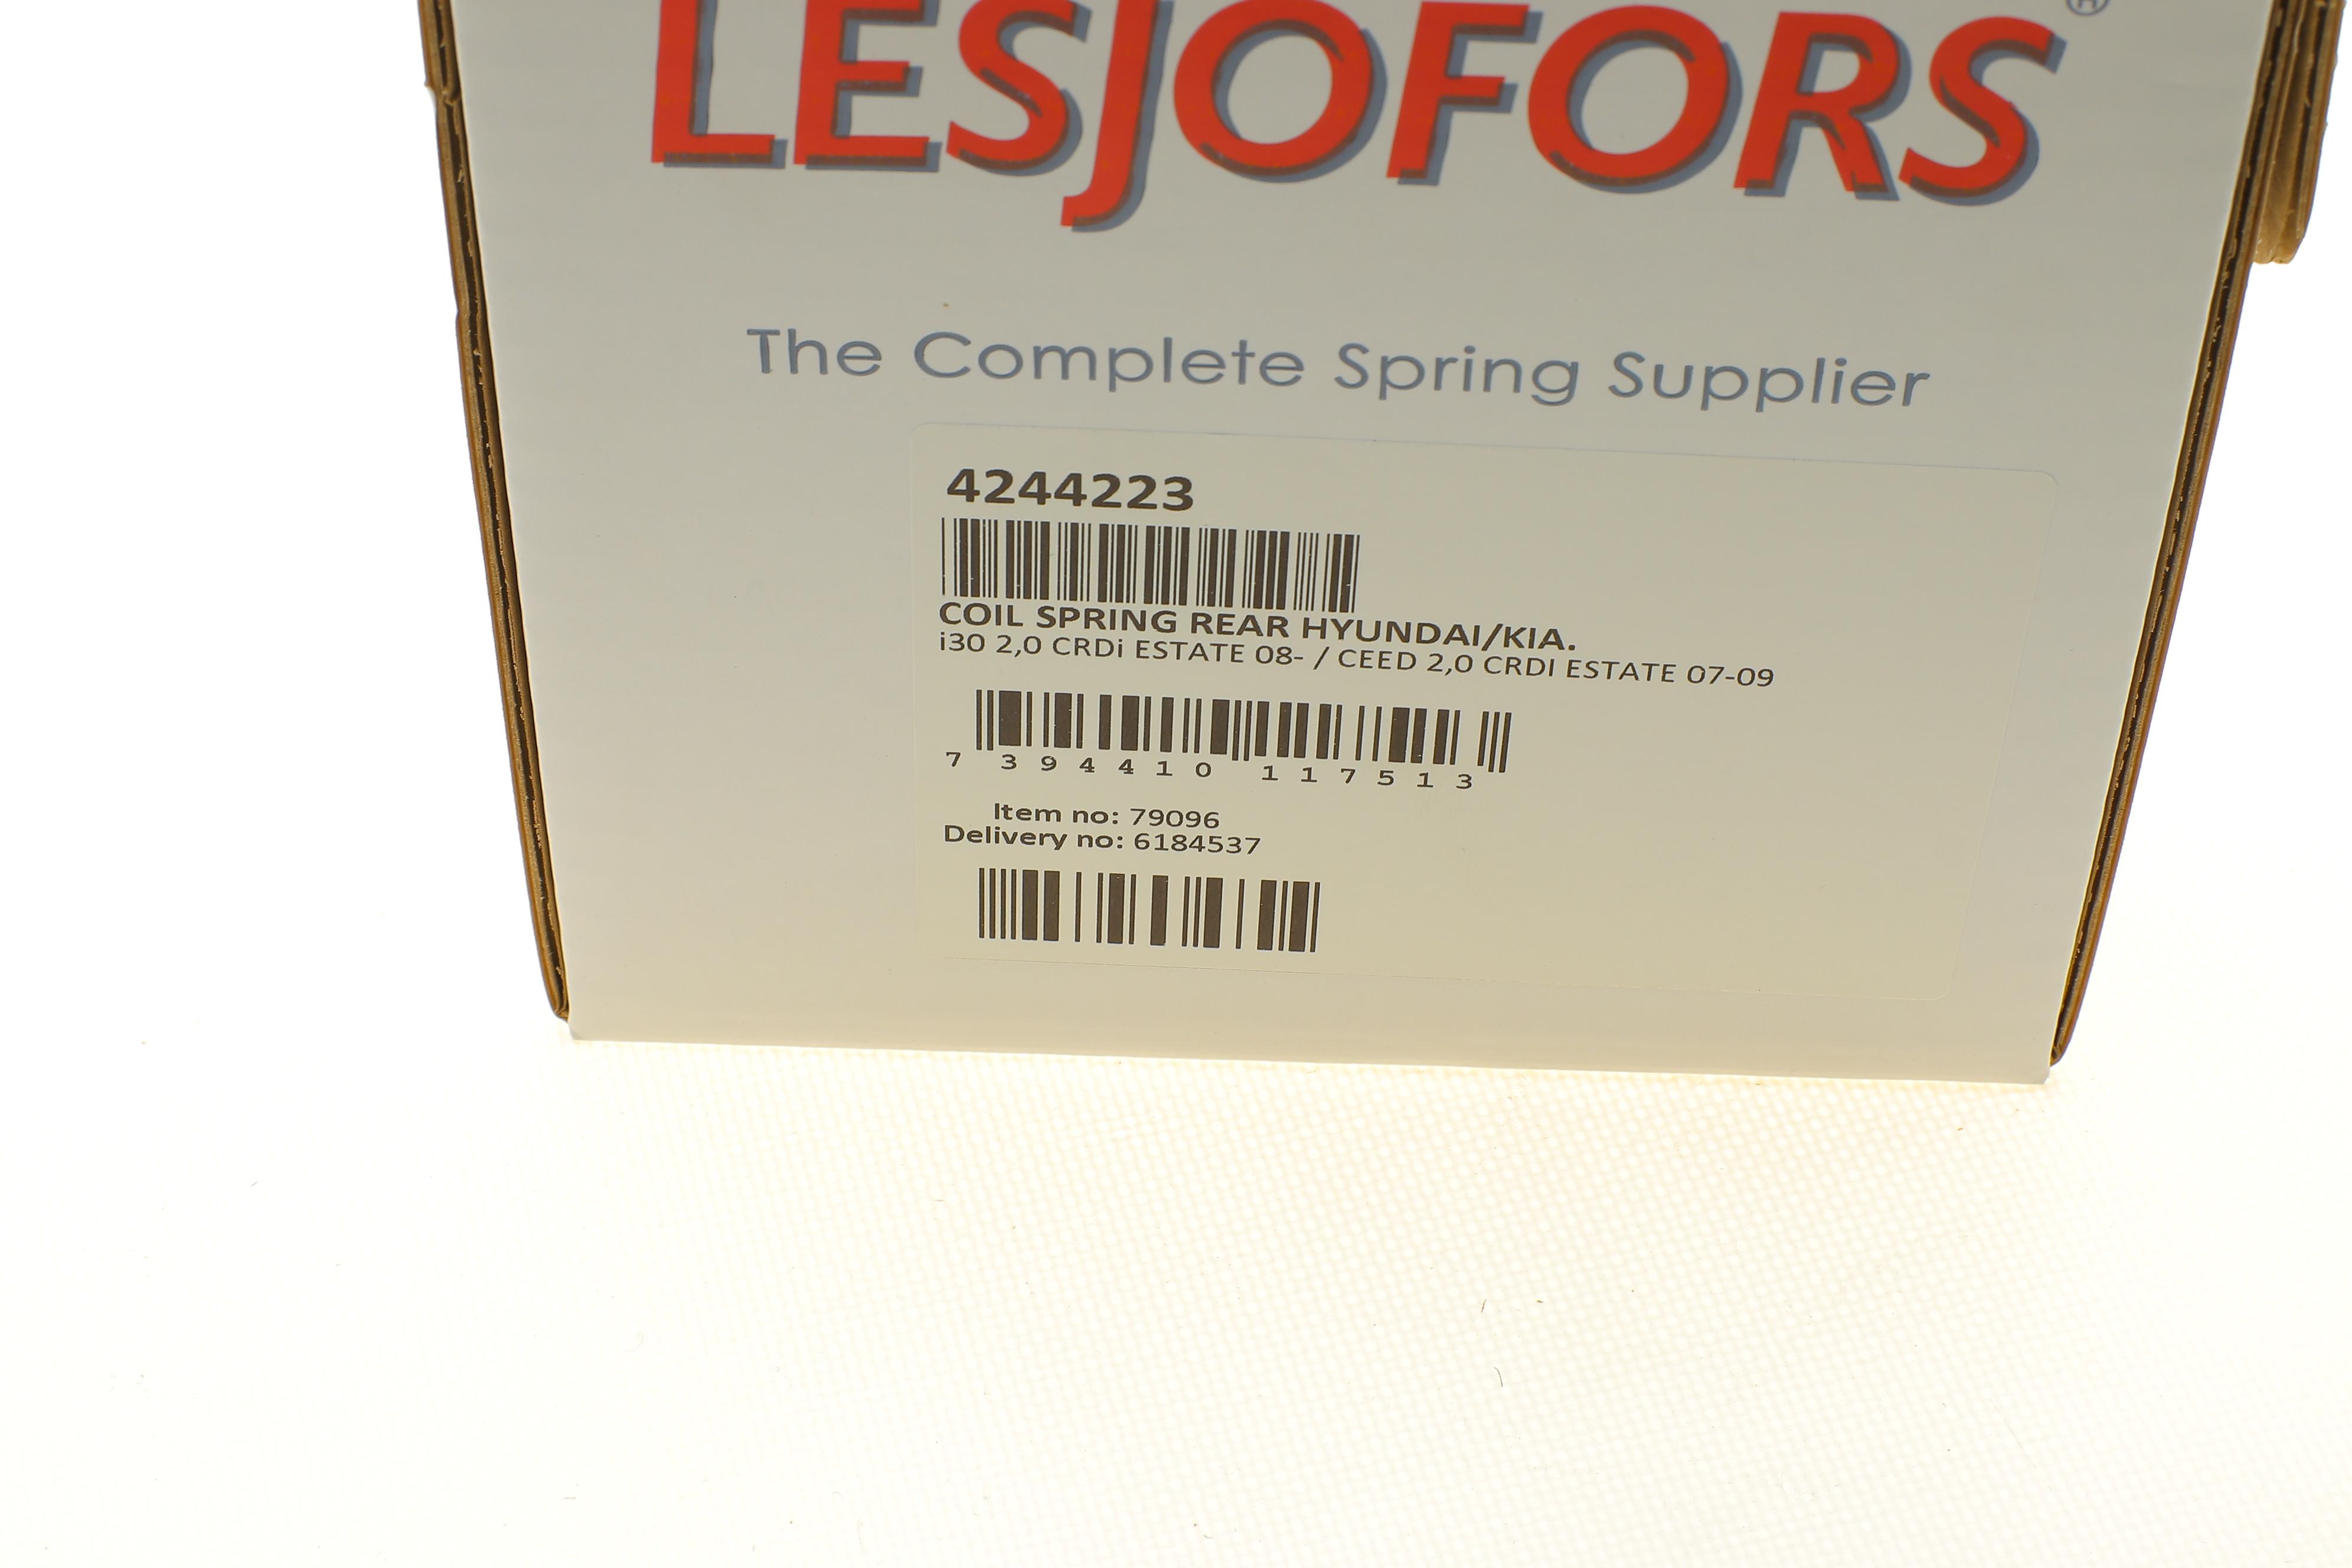 LESJOFORS®
The Complete Spring Supplier
4244223
COIL SPRING REAR HYUNDAI/KIA.
i30 2,0 CRDi ESTATE 08- / CEED 2,0 CRDI ESTATE 07-09
7 394410 117513
Item no: 79096
Delivery no: 6184537